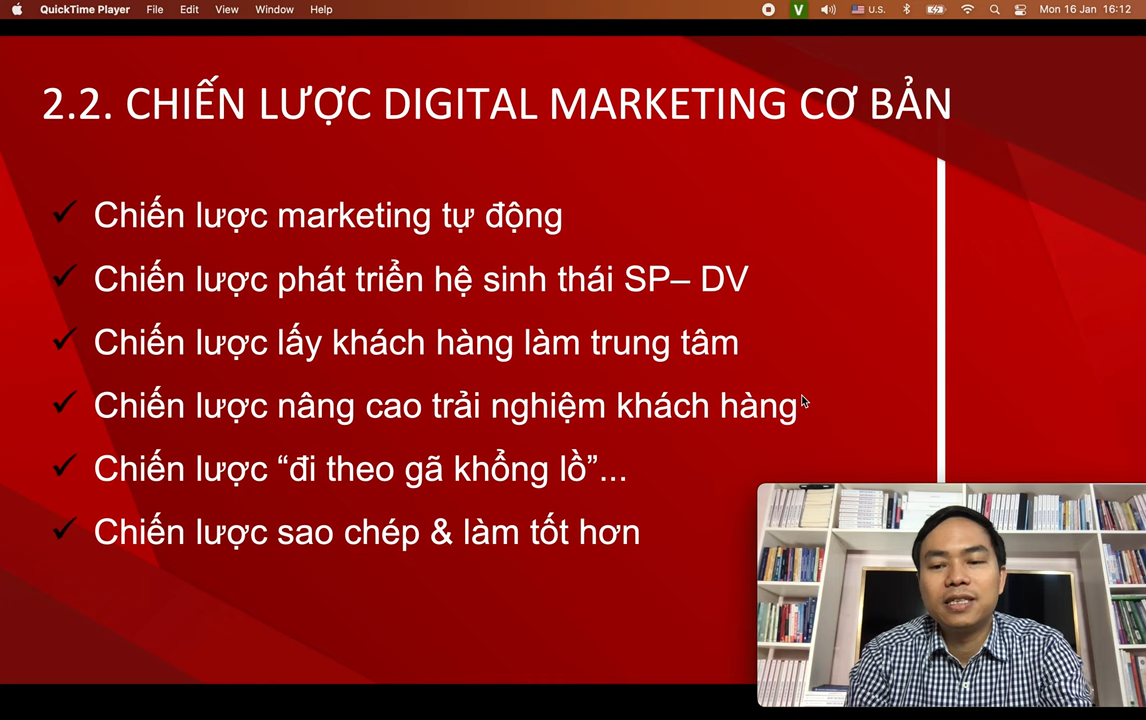 QuickTime Player File Edit View Window Help V U.S. Mon 16 Jan 16:12
2.2. CHIẾN LƯỢC DIGITAL MARKETING CƠ BẢN
✓ Chiến lược marketing tự động
✓ Chiến lược phát triển hệ sinh thái SP– DV
✓ Chiến lược lấy khách hàng làm trung tâm
✓ Chiến lược nâng cao trải nghiệm khách hàng
✓ Chiến lược “đi theo gã khổng lồ”...
✓ Chiến lược sao chép & làm tốt hơn